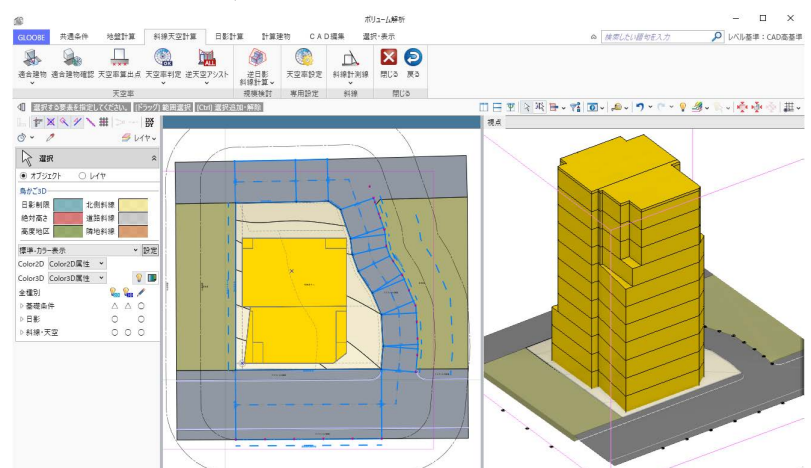 ボリューム解析
GLOOBE 共通条件 地盤計算 斜線天空計算 日影計算 計算建物 CAD編集 選択・表示
検索したい語句を入力 レベル基準：CAD高基準
適合建物 適合建物確認 天空率算出点 天空率判定 逆天空アシスト 逆日影斜線計算 天空率設定 斜線計測線 閉じる 戻る
天空率 規模検討 専用設定 斜線 閉じる
選択する要素を指定してください。 [ドラッグ] 範囲選択 [Ctrl] 選択追加・解除
視点
レイヤ
選択
オブジェクト レイヤ
鳥かご3D
日影制限 北側斜線
絶対高さ 道路斜線
高度地区 隣地斜線
標準・カラー表示 設定
Color2D Color2D属性
Color3D Color3D属性
全種別
基礎条件
日影
斜線・天空